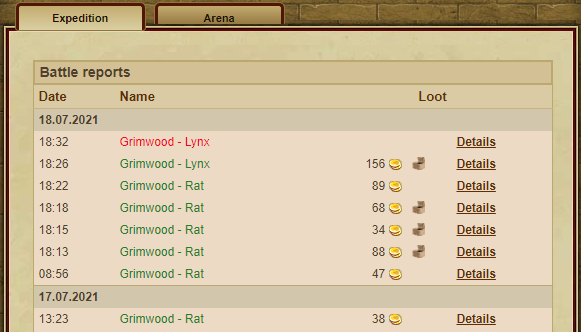 Expedition Arena
Battle reports
Date Name Loot
18.07.2021
18:32 Grimwood - Lynx Details
18:26 Grimwood - Lynx 156 Details
18:22 Grimwood - Rat 89 Details
18:18 Grimwood - Rat 68 Details
18:15 Grimwood - Rat 34 Details
18:13 Grimwood - Rat 88 Details
08:56 Grimwood - Rat 47 Details
17.07.2021
13:23 Grimwood - Rat 38 Details